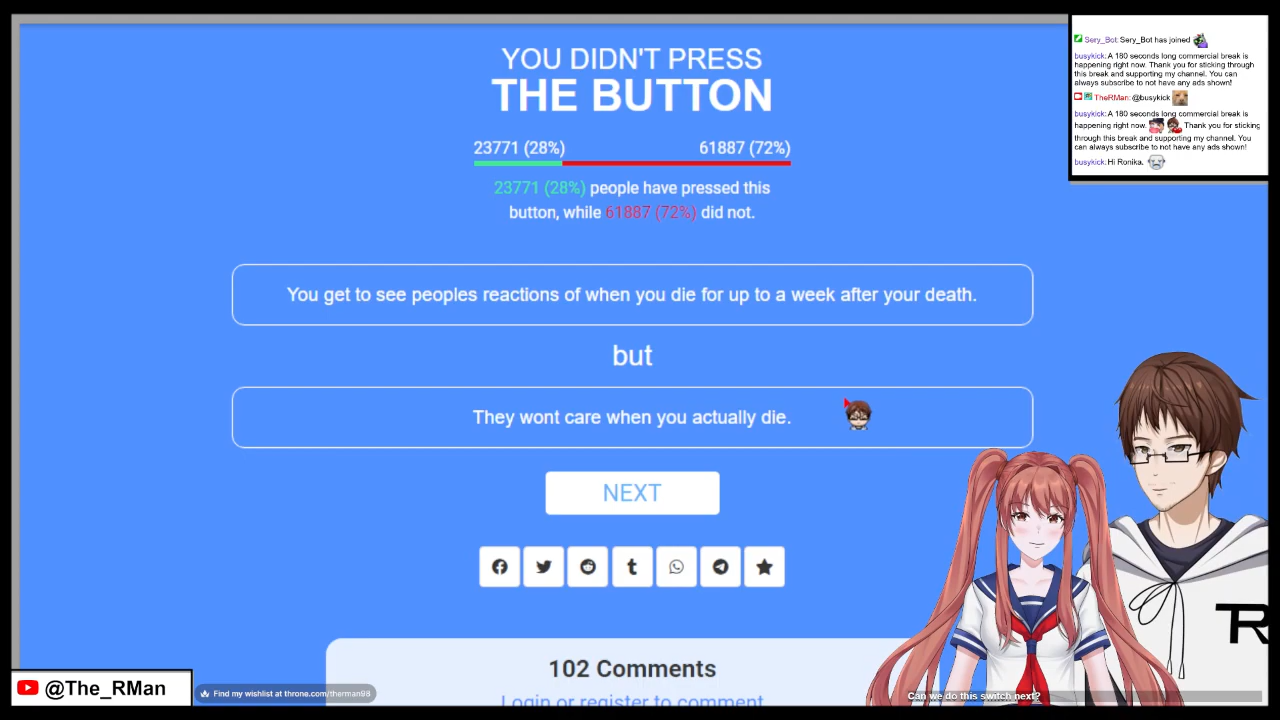 YOU DIDN'T PRESS
THE BUTTON
23771 (28%) 61887 (72%)
23771 (28%) people have pressed this
button, while 61887 (72%) did not.
You get to see peoples reactions of when you die for up to a week after your death.
but
They wont care when you actually die.
NEXT
102 Comments
Login or register to comment
Sery_Bot: Sery_Bot has joined
busykick: A 180 seconds long commercial break is
happening right now. Thank you for sticking through
this break and supporting my channel. You can
always subscribe to not have any ads shown!
TheRMan: @busykick
busykick: A 180 seconds long commercial break is
happening right now. Thank you for sticking
through this break and supporting my channel. You
can always subscribe to not have any ads shown!
busykick: Hi Ronika.
TR
@The_RMan
Find my wishlist at throne.com/therman98
Can we do this switch next?